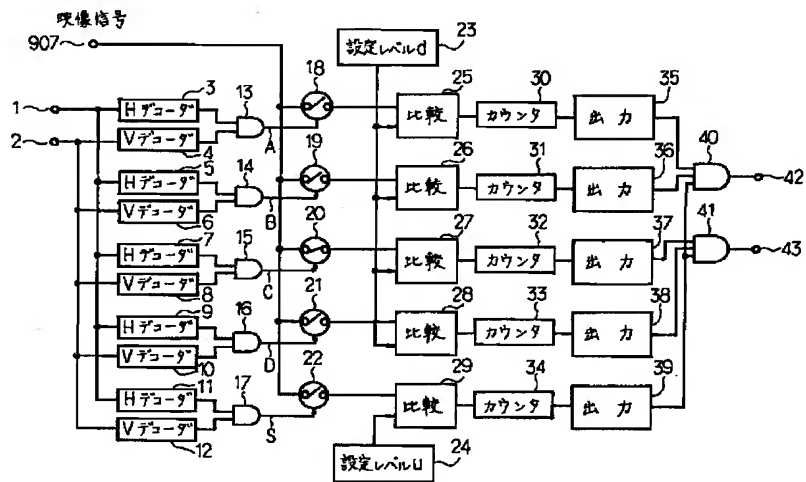 映像信号
907
設定レベルd
23
1
2
Hデコーダ
3
Vデコーダ
4
13
A
18
比較
25
カウンタ
30
出力
35
Hデコーダ
5
Vデコーダ
6
14
B
19
比較
26
カウンタ
31
出力
36
40
42
Hデコーダ
7
Vデコーダ
8
15
C
20
比較
27
カウンタ
32
出力
37
41
43
Hデコーダ
9
Vデコーダ
10
16
D
21
比較
28
カウンタ
33
出力
38
Hデコーダ
11
Vデコーダ
12
17
S
22
比較
29
カウンタ
34
出力
39
設定レベルu
24